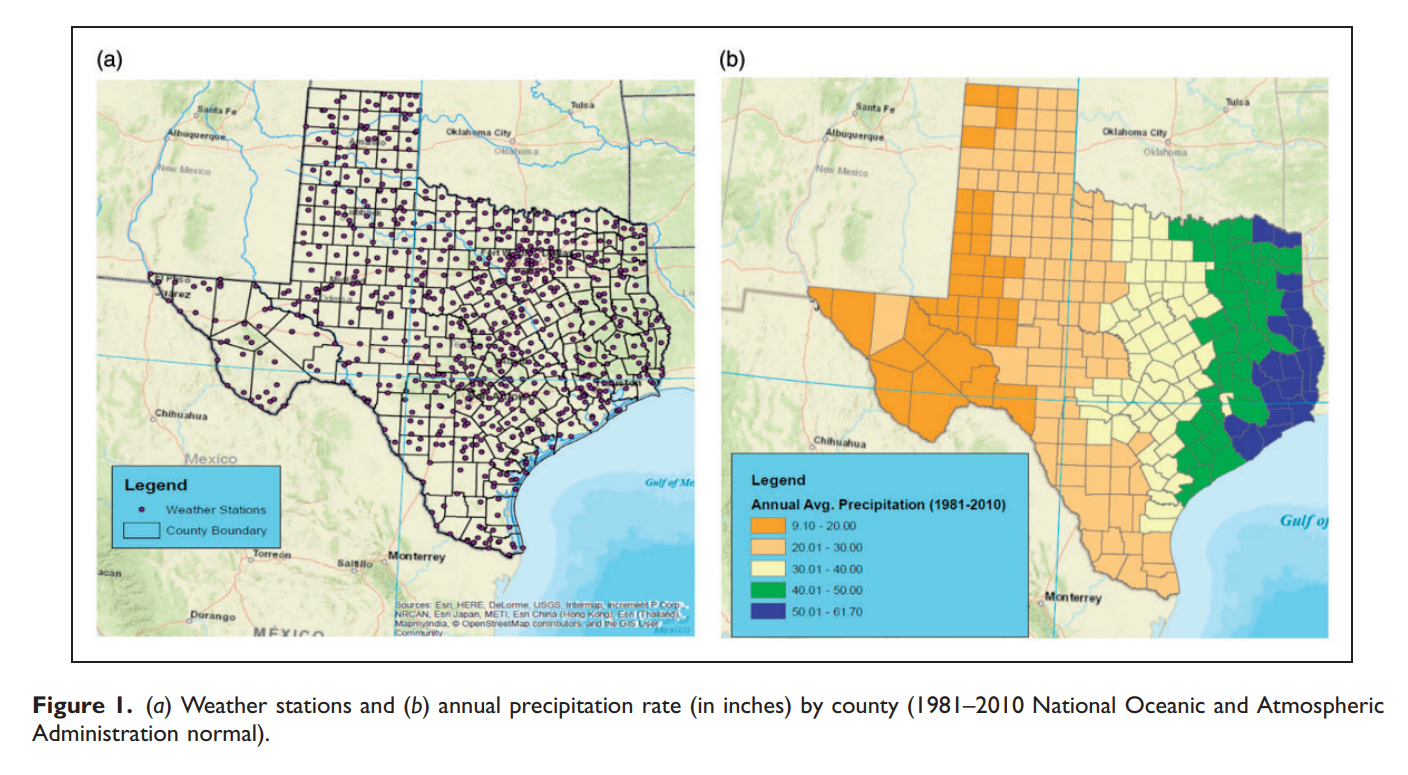 (a)
Santa Fe
Tulsa
Albuquerque
Oklahoma City
Oklahoma
New Mexico
El Paso
Juárez
Odessa
Houston
Chihuahua
Mexico
Legend
Weather Stations
County Boundary
Gulf of Me
Torreón
Saltillo
Monterrey
acan
Durango
MÉXICO
Sources: Esri, HERE, DeLorme, USGS, Intermap, increment P Corp.,
NRCAN, Esri Japan, METI, Esri China (Hong Kong), Esri (Thailand),
MapmyIndia, © OpenStreetMap contributors, and the GIS User
Community
Mexico
(b)
Santa Fe
Tulsa
Albuquerque
Oklahoma City
Oklahoma
New Mexico
Chihuahua
Legend
Annual Avg. Precipitation (1981-2010)
9.10 - 20.00
20.01 - 30.00
30.01 - 40.00
40.01 - 50.00
50.01 - 61.70
Gulf of
Monterrey
Figure 1. (a) Weather stations and (b) annual precipitation rate (in inches) by county (1981–2010 National Oceanic and Atmospheric
Administration normal).